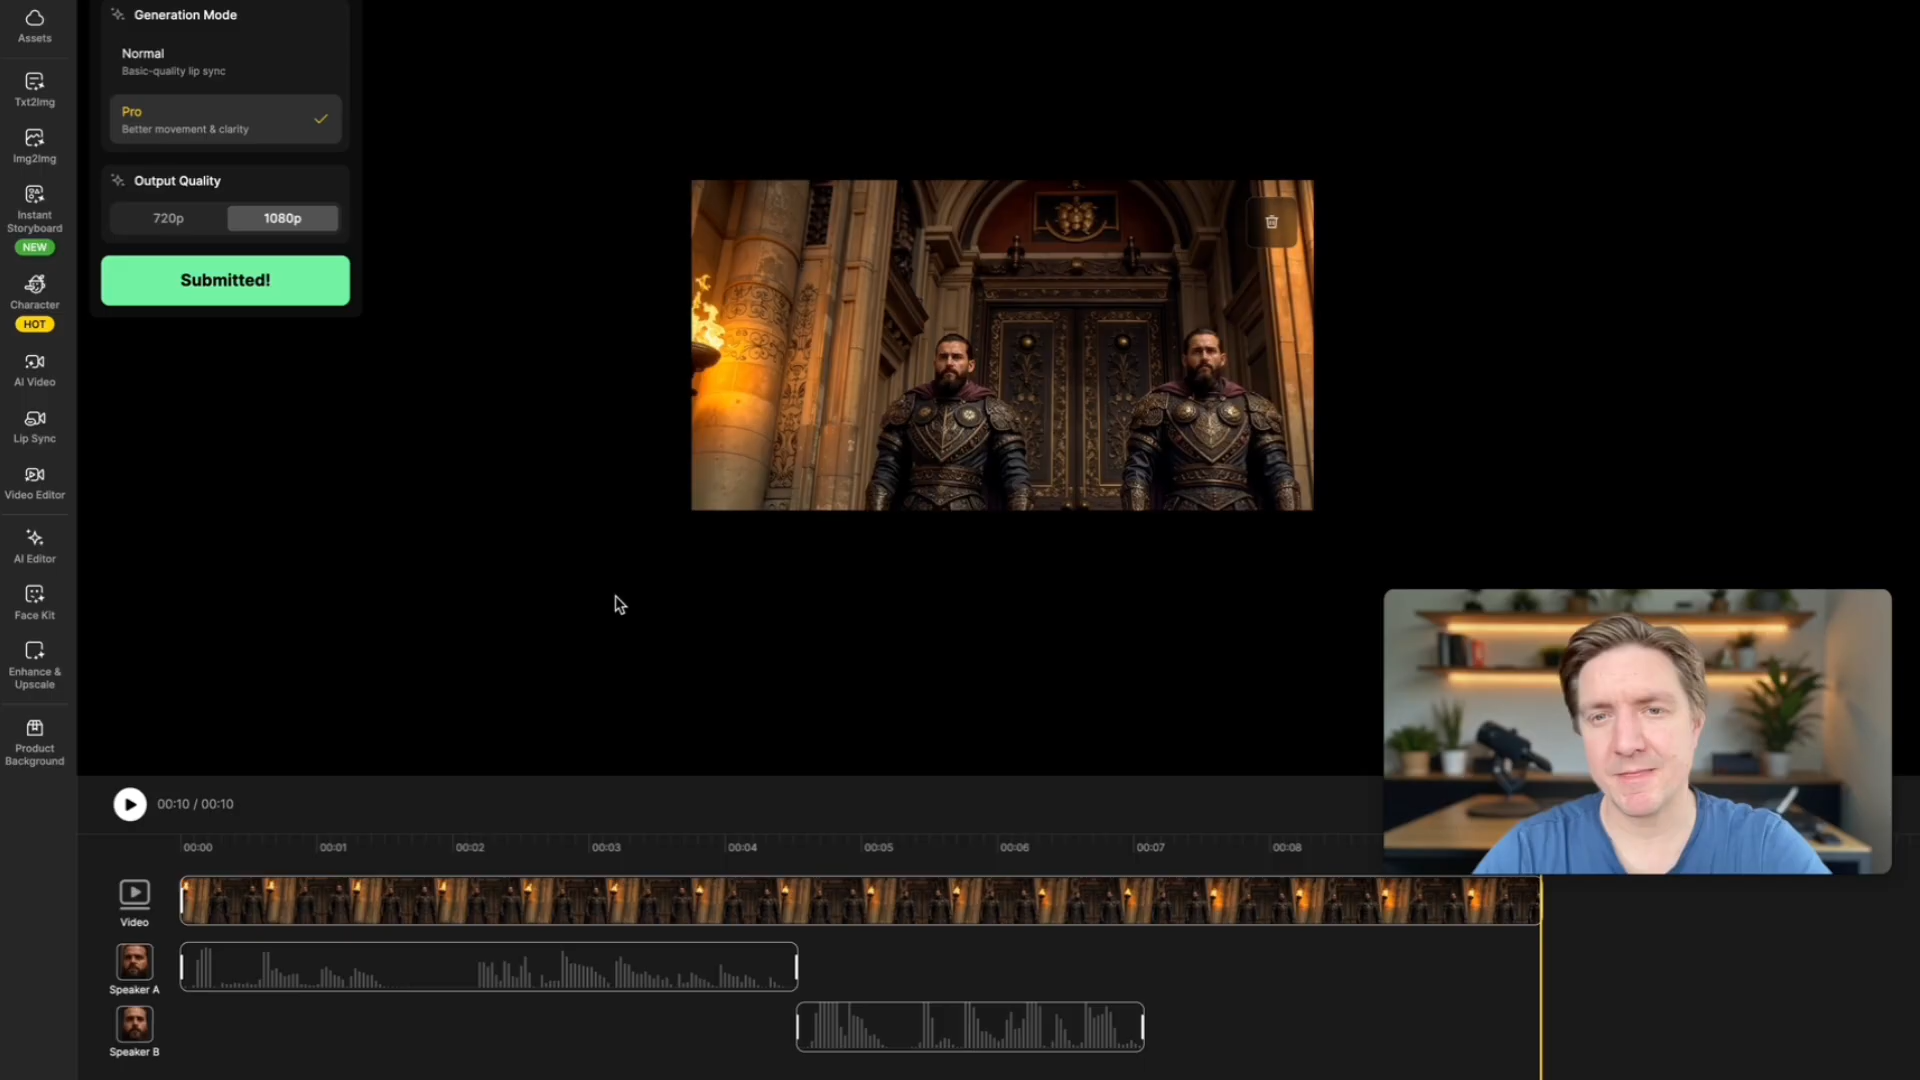 Assets
Txt2Img
Img2Img
Instant
Storyboard
NEW
Character
HOT
AI Video
Lip Sync
Video Editor
AI Editor
Face Kit
Enhance &
Upscale
Product
Background
Generation Mode
Normal
Basic-quality lip sync
Pro
Better movement & clarity
Output Quality
720p 1080p
Submitted!
00:10 / 00:10
00:00 00:01 00:02 00:03 00:04 00:05 00:06 00:07 00:08
Video
Speaker A
Speaker B